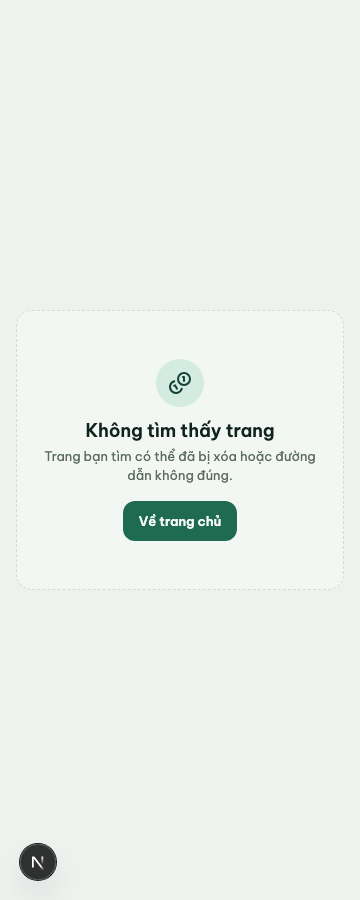 Không tìm thấy trang
Trang bạn tìm có thể đã bị xóa hoặc đường
dẫn không đúng.
Về trang chủ
N